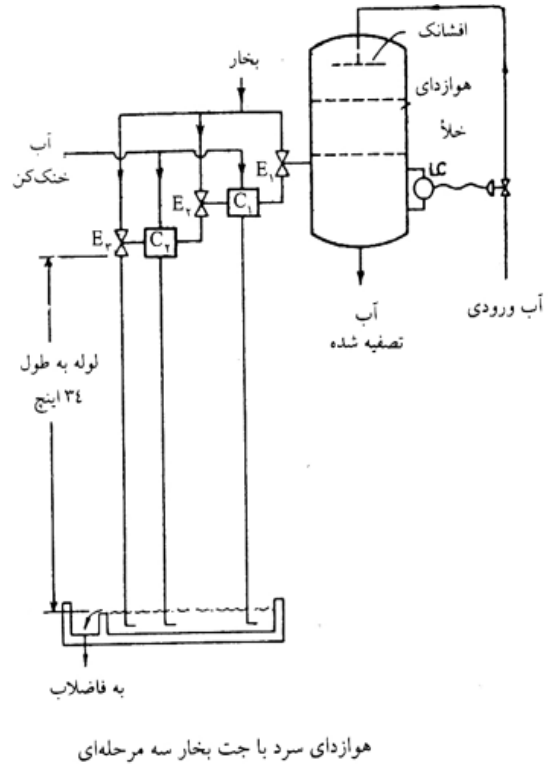 افشانک
هوازدای
خلأ
بخار
آب
خنک‌کن
E۱
LC
E۲
C۱
E۳
C۲
آب ورودی
آب
تصفیه شده
لوله به طول
۳۴ اینچ
به فاضلاب
هوازدای سرد با جت بخار سه مرحله‌ای